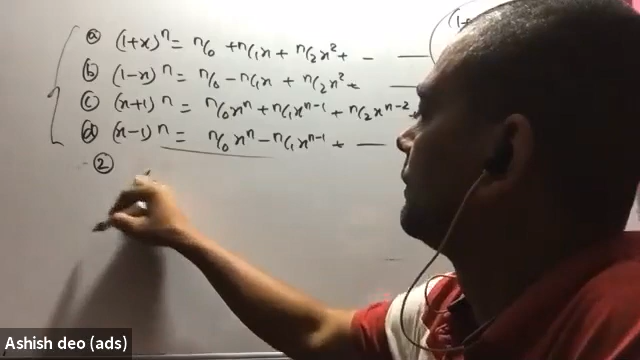 (1+
ⓐ (1+x)ⁿ = ⁿC₀ + ⁿC₁x + ⁿC₂x² + - —
ⓑ (1-x)ⁿ = ⁿC₀ - ⁿC₁x + ⁿC₂x² + —
ⓒ (x+1)ⁿ = ⁿC₀xⁿ + ⁿC₁xⁿ⁻¹ + ⁿC₂xⁿ⁻² +
ⓓ (x-1)ⁿ = ⁿC₀xⁿ - ⁿC₁xⁿ⁻¹ + —
②
Ashish deo (ads)